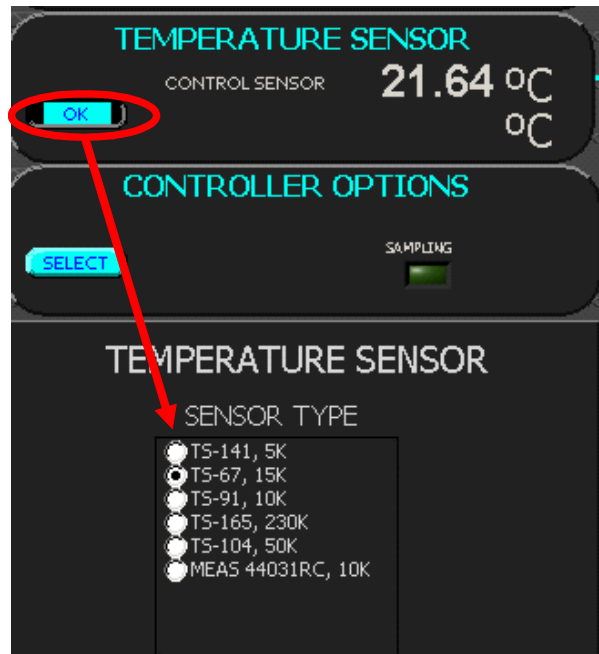 TEMPERATURE SENSOR
CONTROL SENSOR 21.64 ºC
OK ºC
CONTROLLER OPTIONS
SAMPLING
SELECT
TEMPERATURE SENSOR
SENSOR TYPE
TS-141, 5K
TS-67, 15K
TS-91, 10K
TS-165, 230K
TS-104, 50K
MEAS 44031RC, 10K